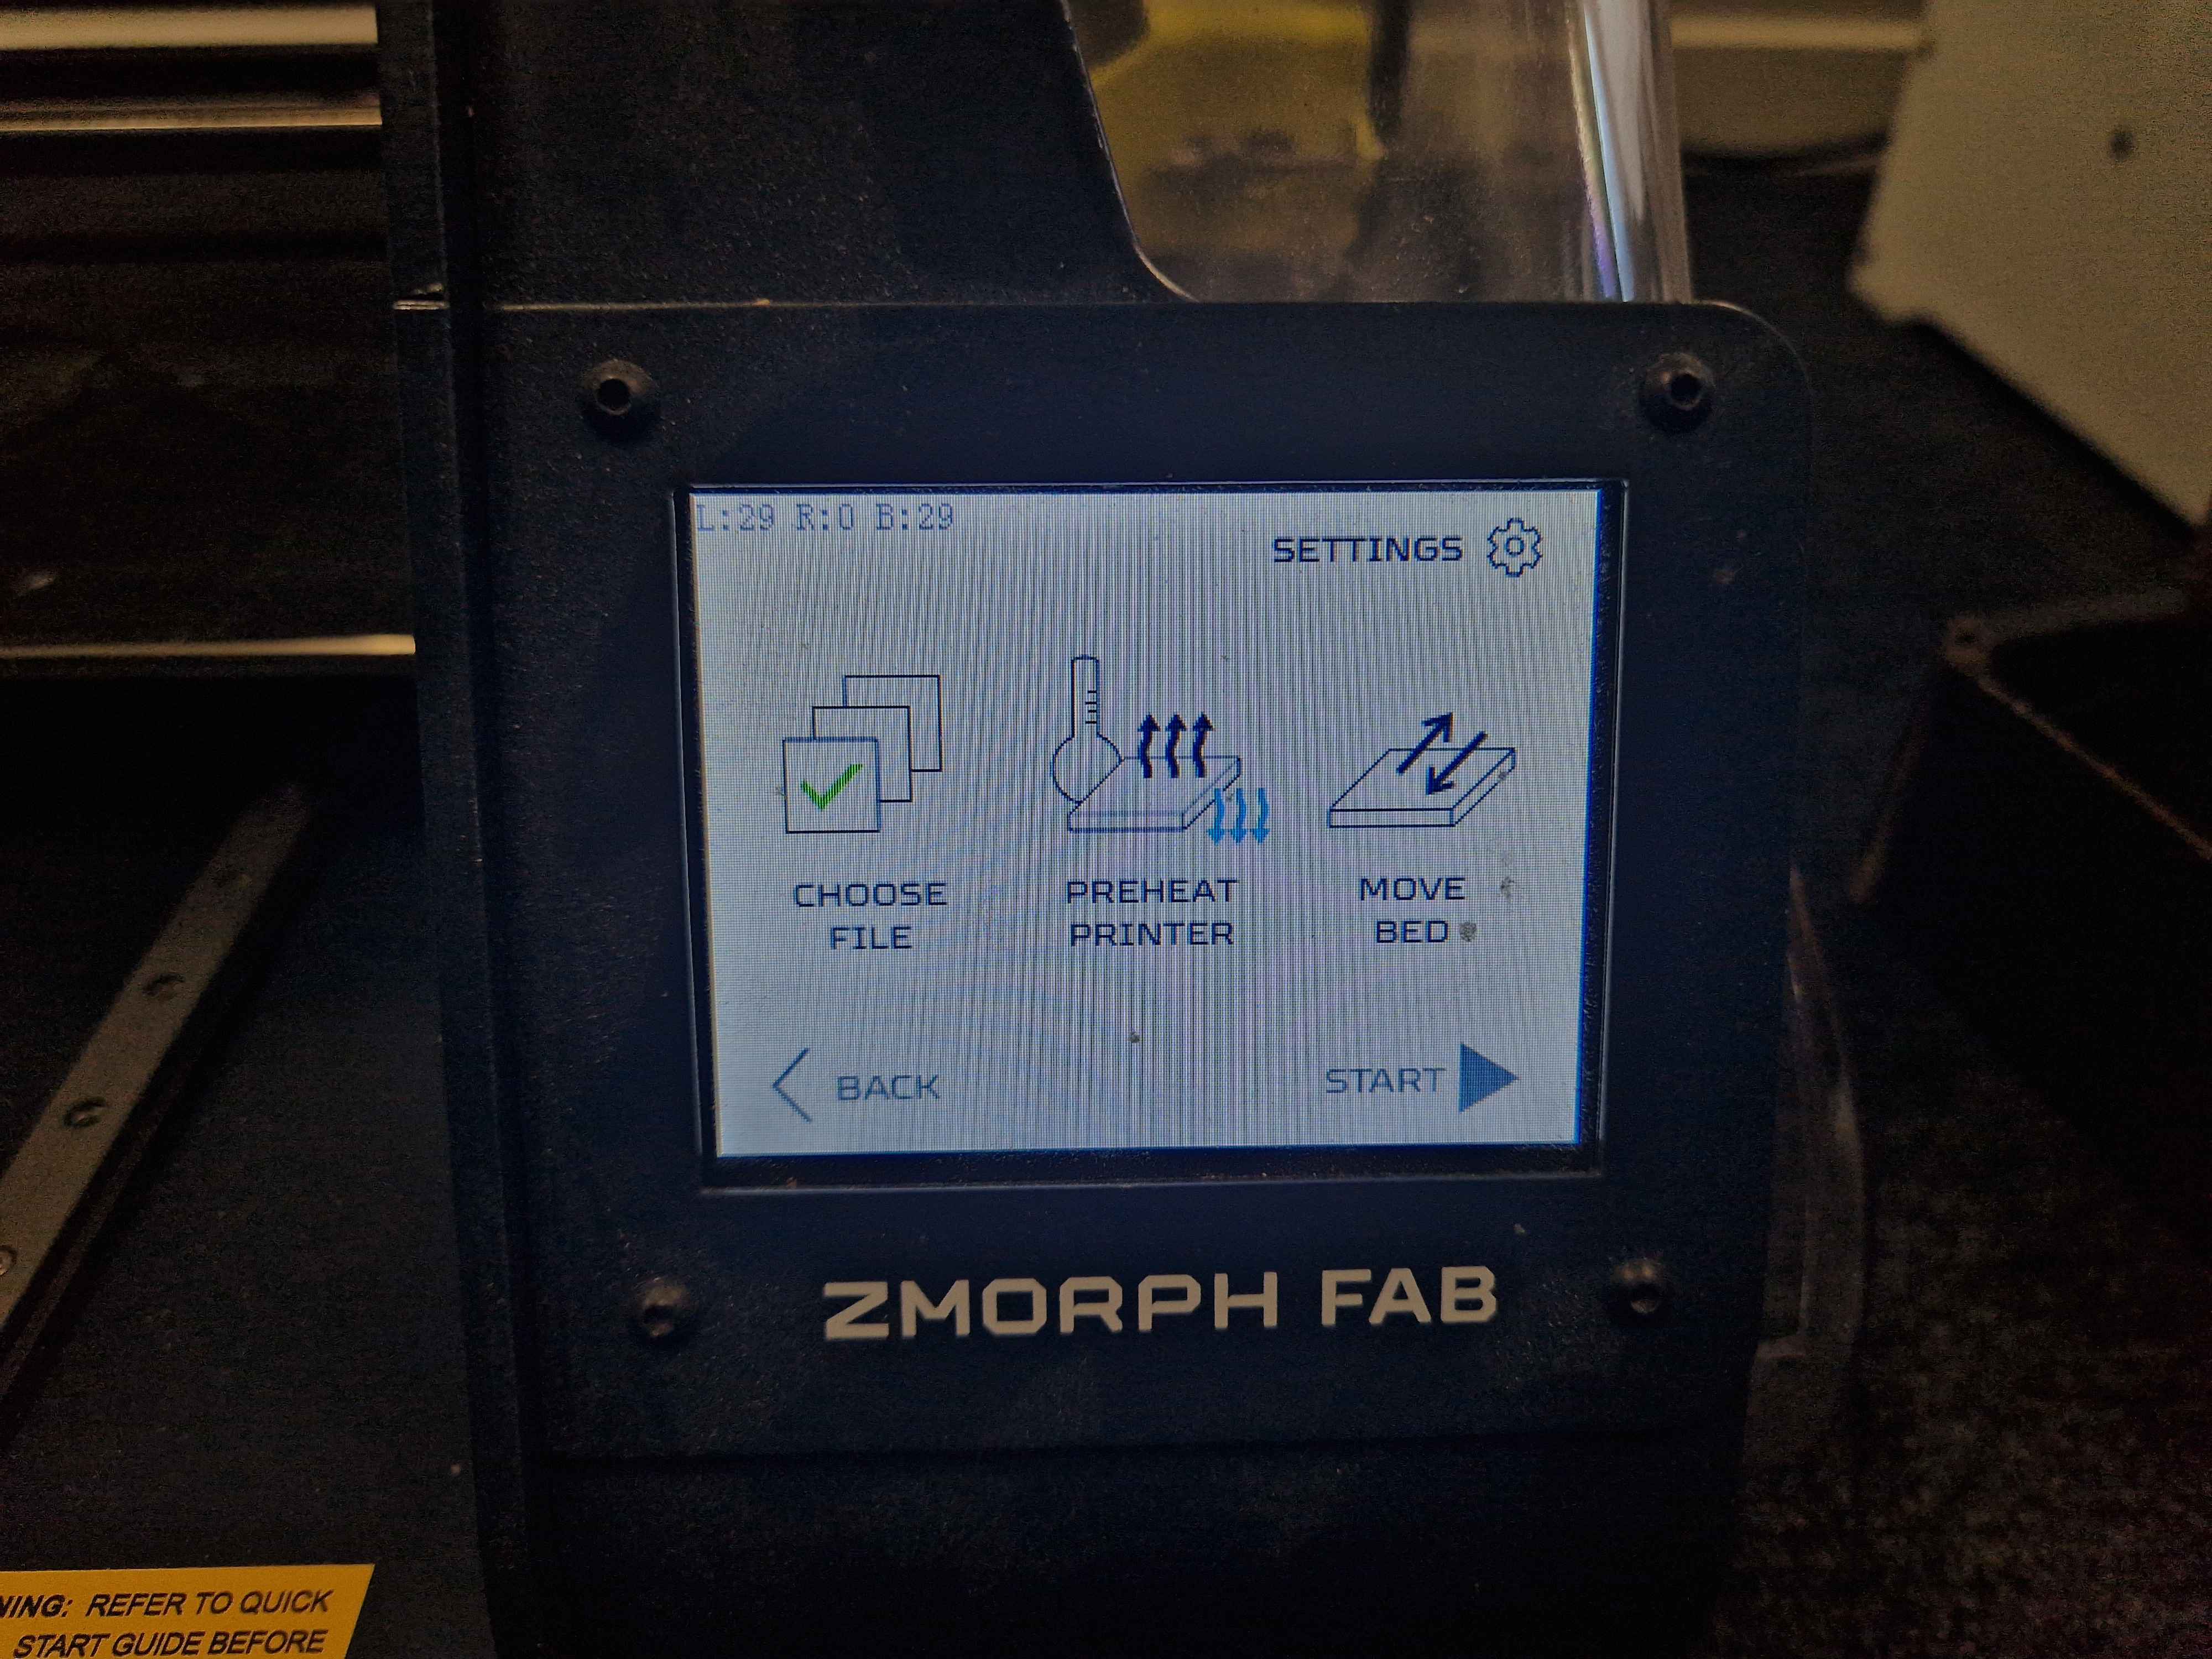 L:29 R:0 B:29
SETTINGS
CHOOSE
FILE
PREHEAT
PRINTER
MOVE
BED
BACK
START
ZMORPH FAB
NING: REFER TO QUICK
START GUIDE BEFORE